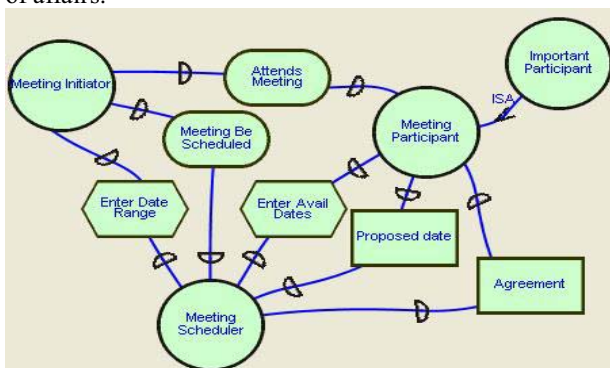 of affairs.
Meeting Initiator
Attends
Meeting
Important
Participant
ISA
Meeting Be
Scheduled
Meeting
Participant
Enter Date
Range
Enter Avail
Dates
Proposed date
Agreement
Meeting
Scheduler